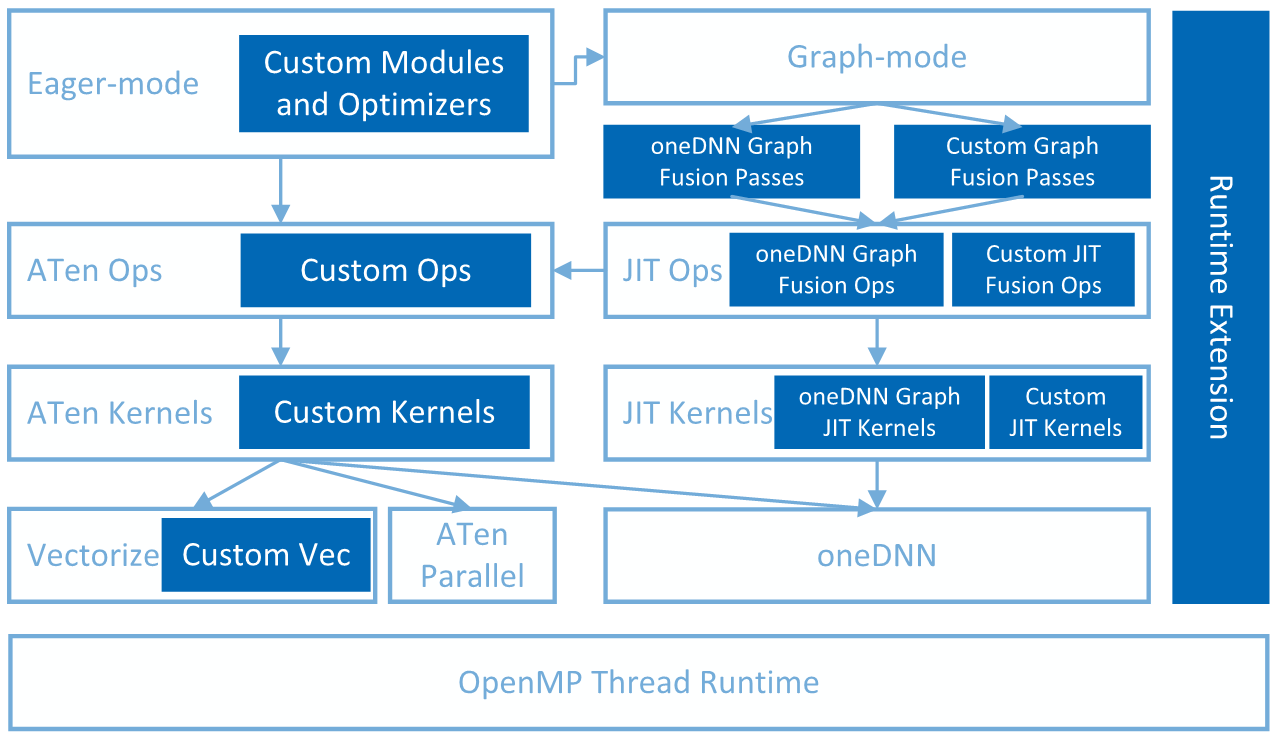 Eager-mode
Custom Modules
and Optimizers
Graph-mode
oneDNN Graph
Fusion Passes
Custom Graph
Fusion Passes
ATen Ops
Custom Ops
JIT Ops
oneDNN Graph
Fusion Ops
Custom JIT
Fusion Ops
ATen Kernels
Custom Kernels
JIT Kernels
oneDNN Graph
JIT Kernels
Custom
JIT Kernels
Vectorize
Custom Vec
ATen
Parallel
oneDNN
Runtime Extension
OpenMP Thread Runtime